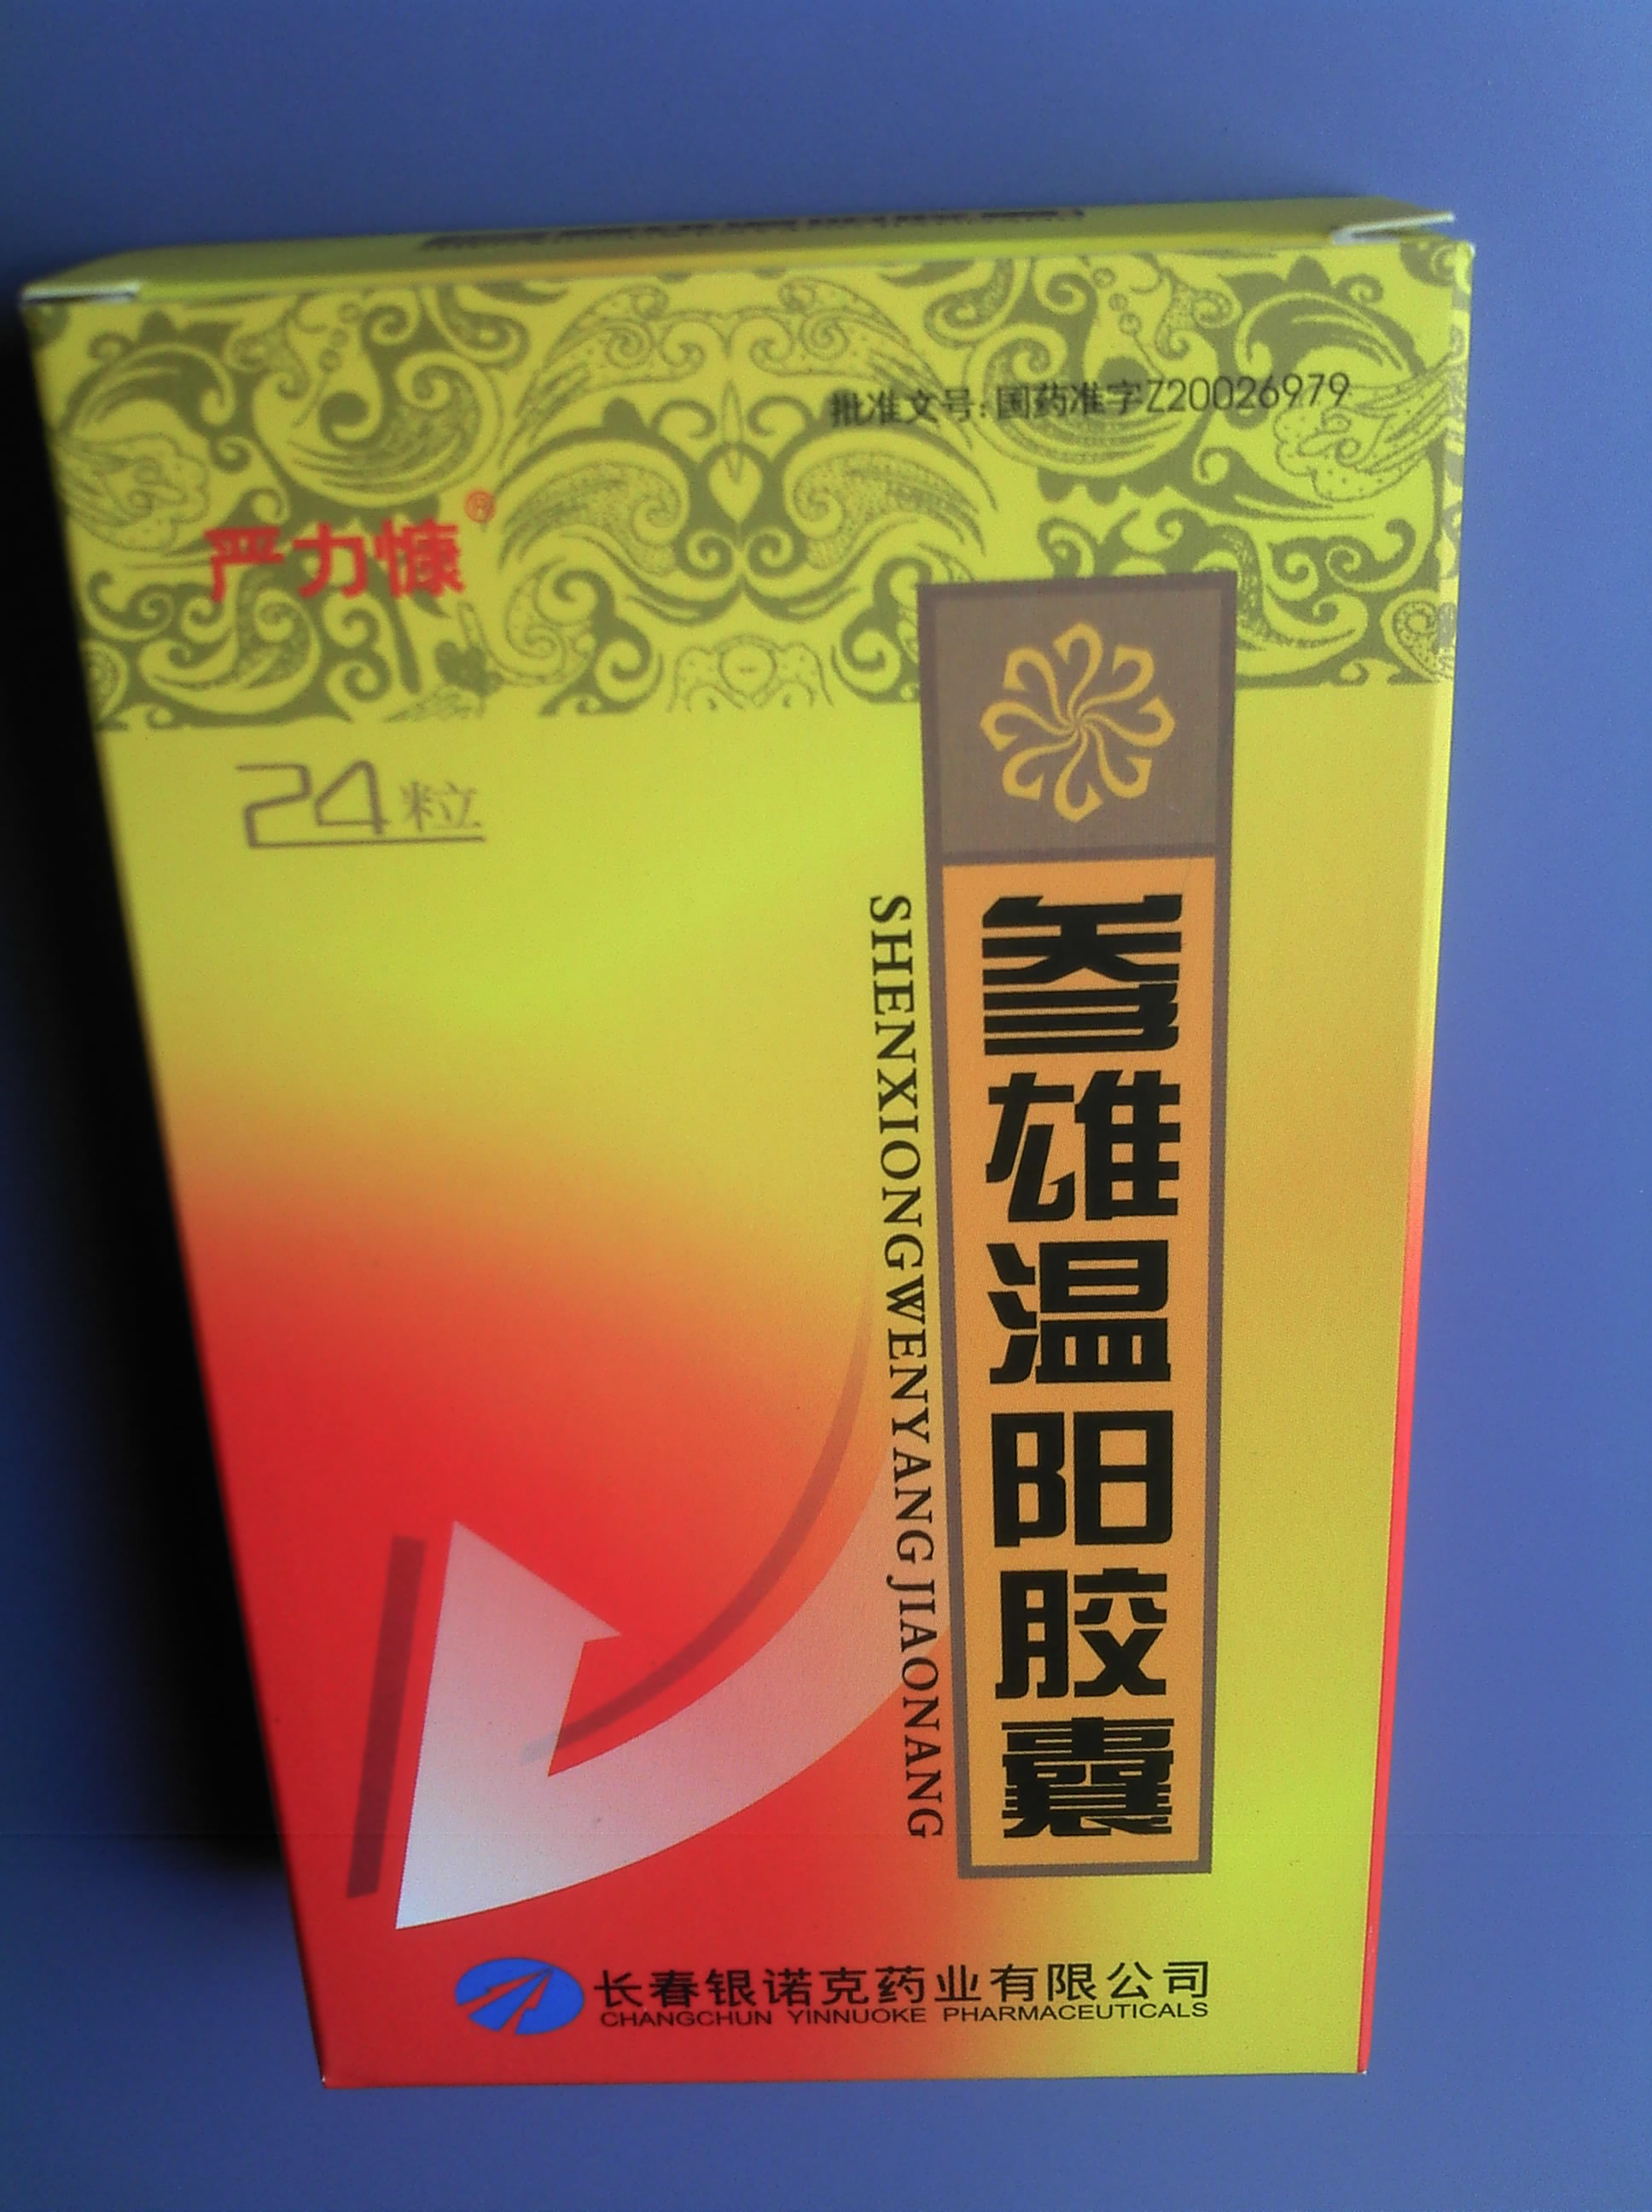 批准文号:国药准字Z20026979
严力慷®
24粒
参雄温阳胶囊
SHENXIONGWENYANGJIAONANG
长春银诺克药业有限公司
CHANGCHUN YINNUOKE PHARMACEUTICALS